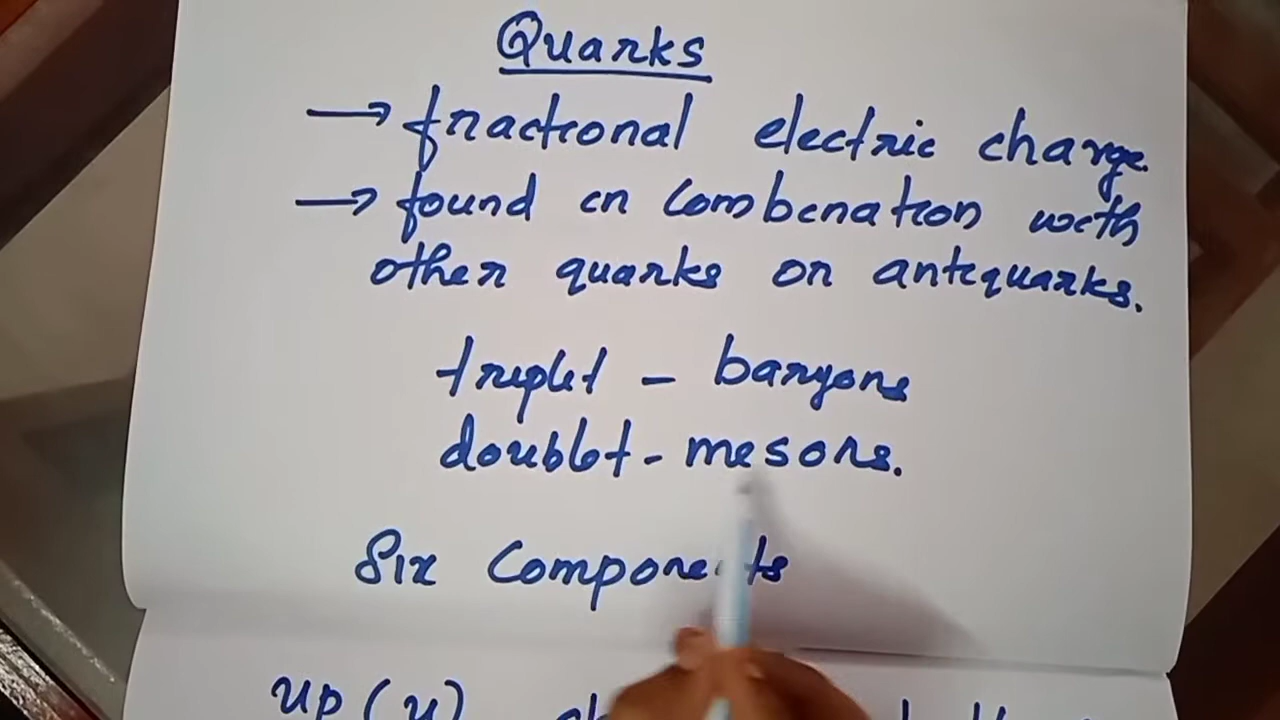 Quarks
→ fractional electric charge
→ found in combination with
other quarks or antiquarks.
triplet - baryons
doublet - mesons.
Six Components
up (u)